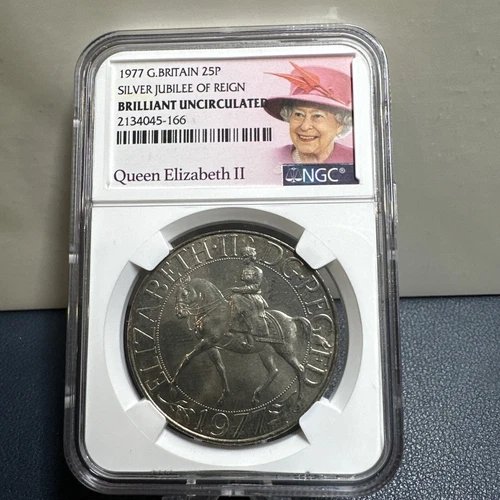 1977 G.BRITAIN 25P
SILVER JUBILEE OF REIGN
BRILLIANT UNCIRCULATED
2134045-166
Queen Elizabeth II
NGC®
ELIZABETH·II D·G·REG F·D
1977